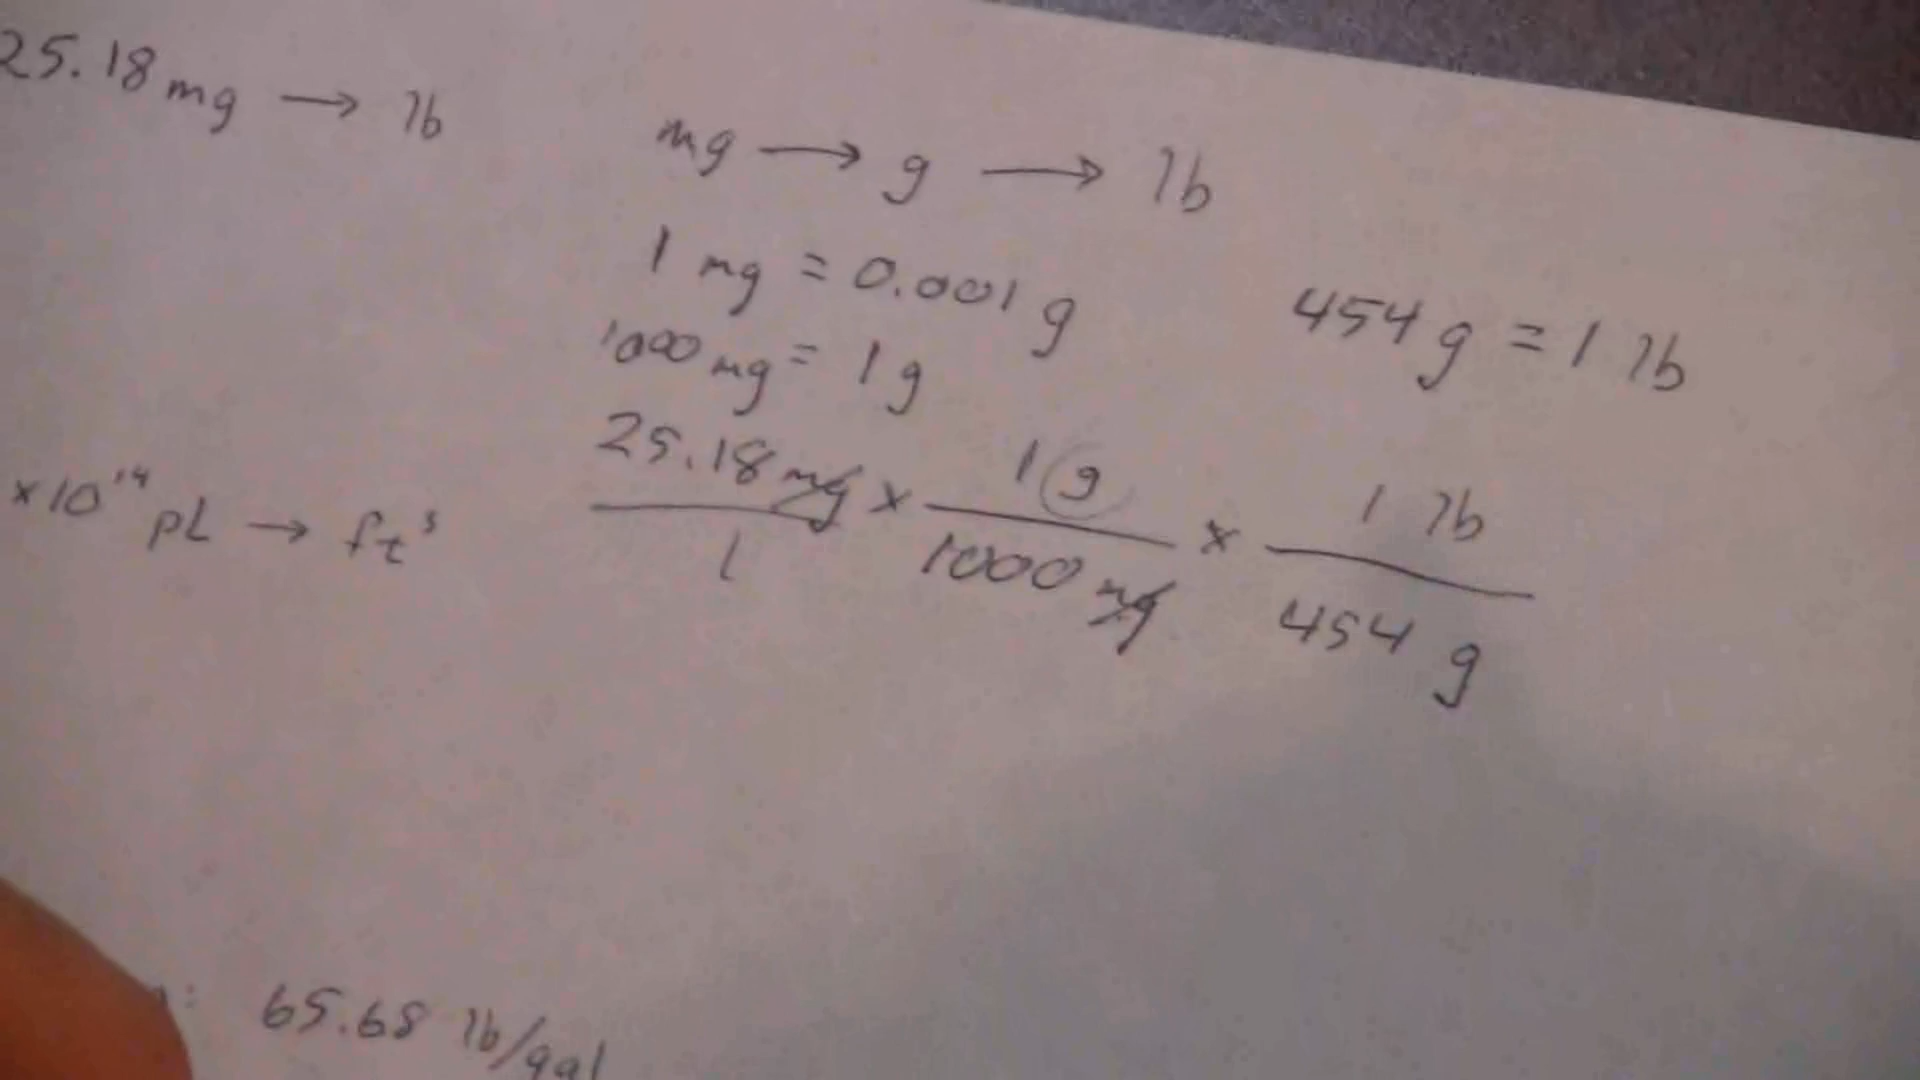 25.18 mg → lb
mg → g → lb
1 mg = 0.001 g
454 g = 1 lb
1000 mg = 1 g
25.18 mg × 1 g × 1 lb
1 1000 mg 454 g
×10¹⁴ pL → ft³
: 65.68 lb/gal